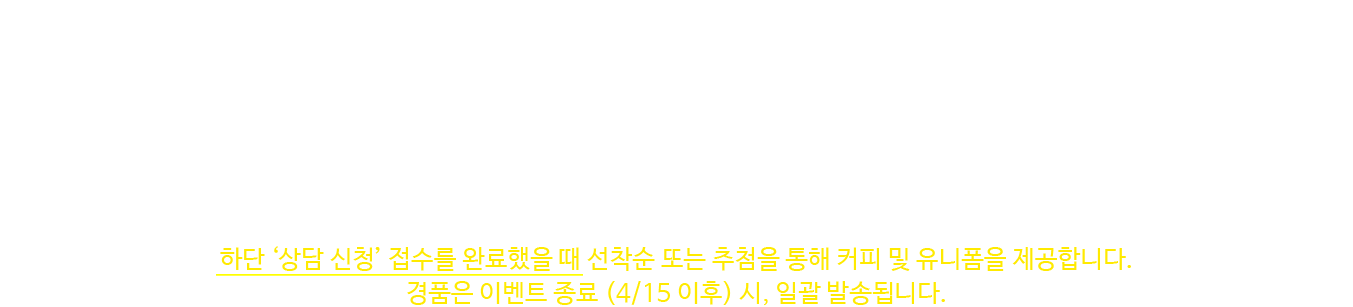 하단 ‘상담 신청’ 접수를 완료했을 때 선착순 또는 추첨을 통해 커피 및 유니폼을 제공합니다.
경품은 이벤트 종료 (4/15 이후) 시, 일괄 발송됩니다.